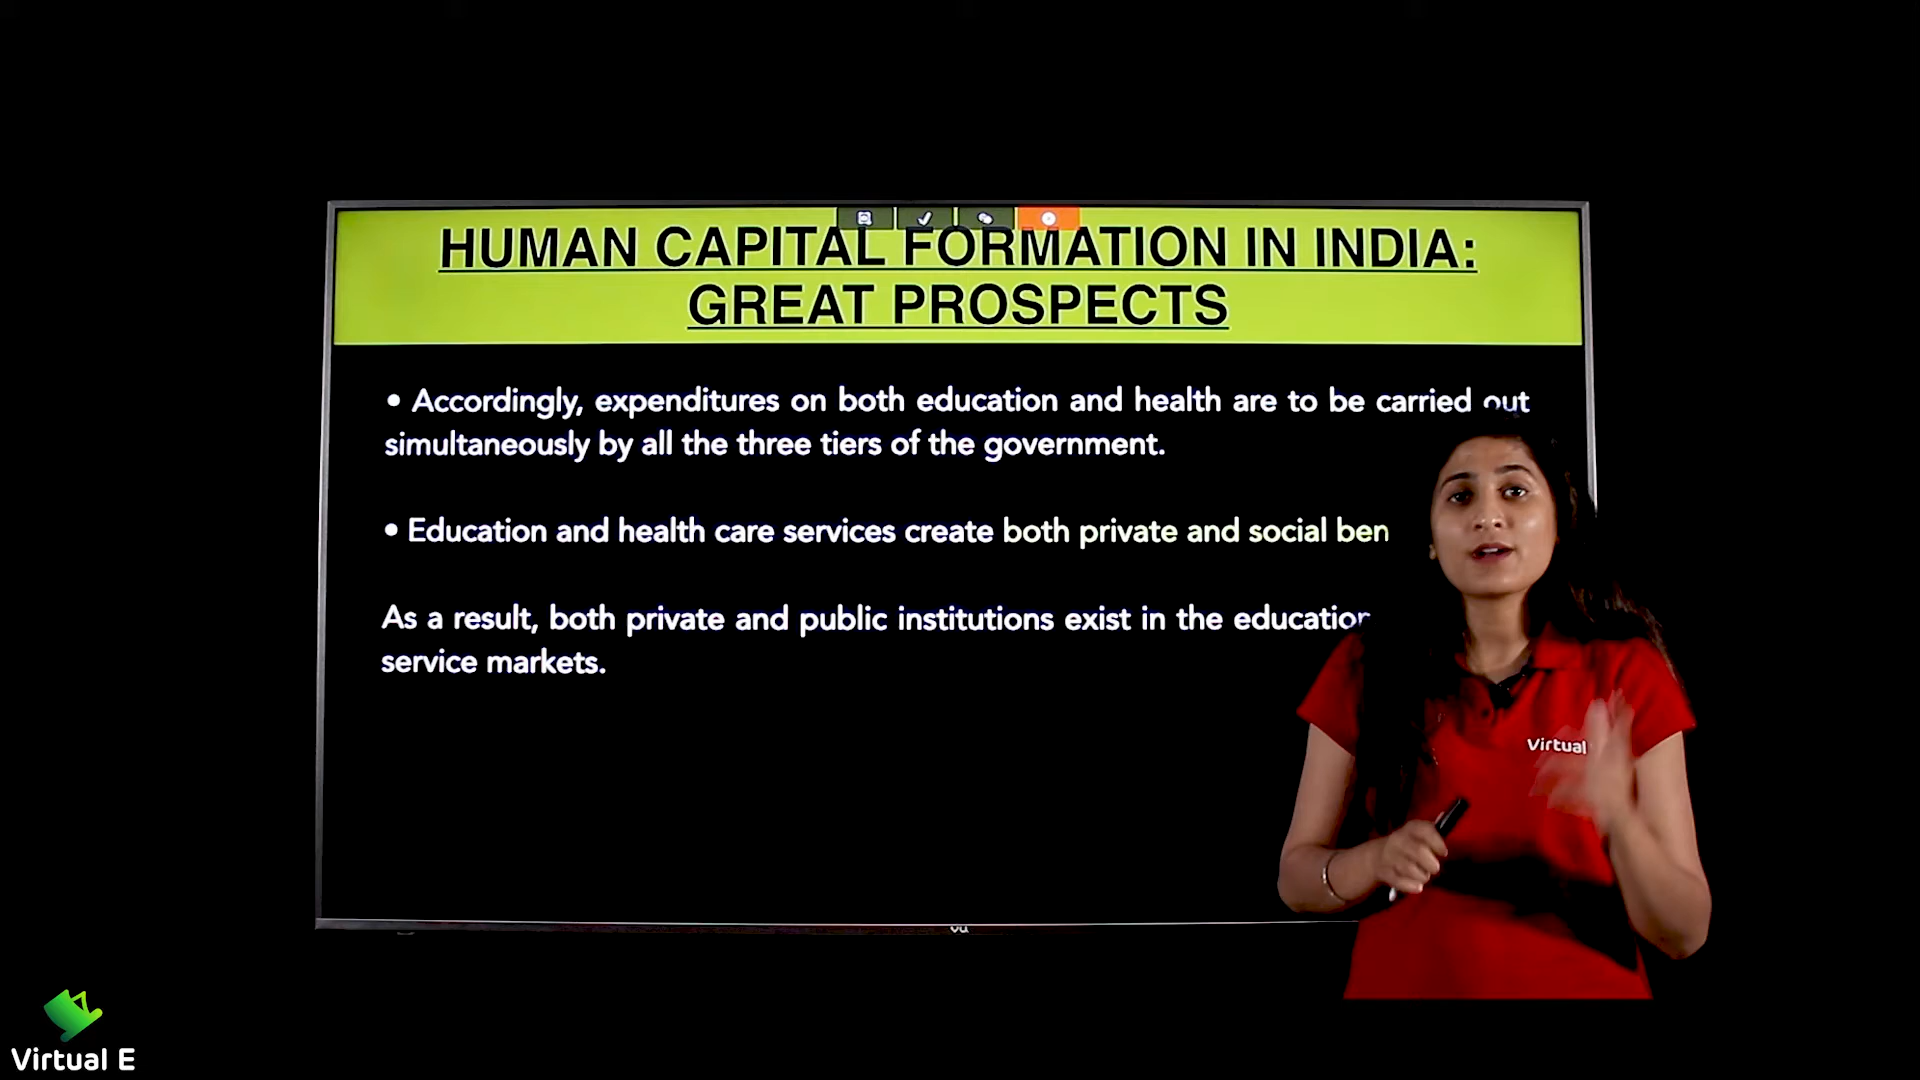 HUMAN CAPITAL FORMATION IN INDIA:
GREAT PROSPECTS
• Accordingly, expenditures on both education and health are to be carried out
simultaneously by all the three tiers of the government.
• Education and health care services create both private and social ben
As a result, both private and public institutions exist in the education
service markets.
Virtual
Vu
Virtual E